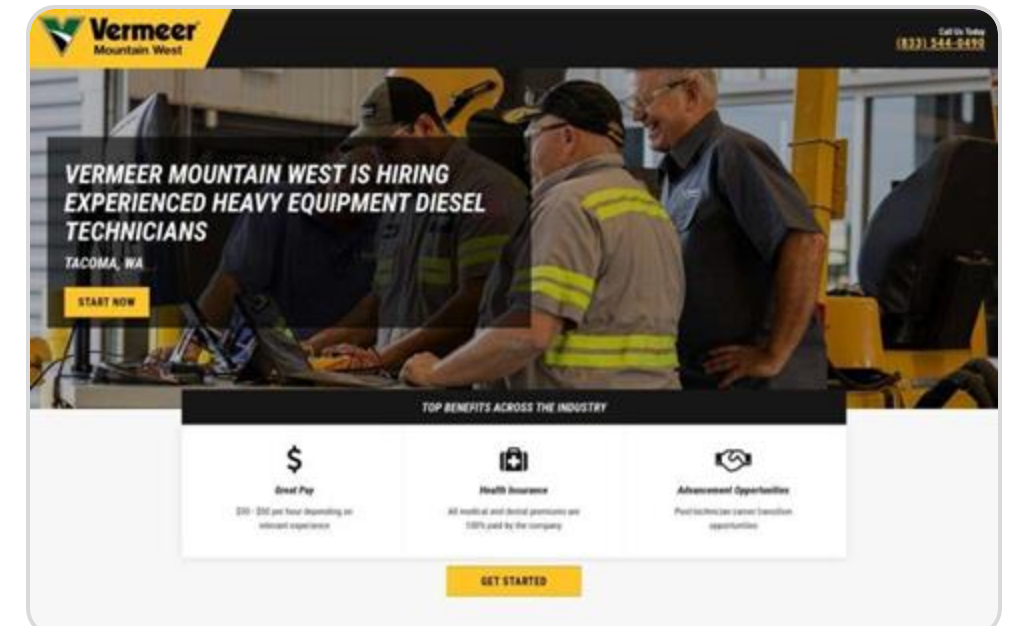 Vermeer
Mountain West
Call Us Today
(833) 544-0490
VERMEER MOUNTAIN WEST IS HIRING
EXPERIENCED HEAVY EQUIPMENT DIESEL
TECHNICIANS
TACOMA, WA
START NOW
TOP BENEFITS ACROSS THE INDUSTRY
Great Pay
per hour depending on
relevant experience
Health Insurance
All medical and dental premiums are
100% paid by the company
Advancement Opportunities
Post-technician career transition
opportunities
GET STARTED